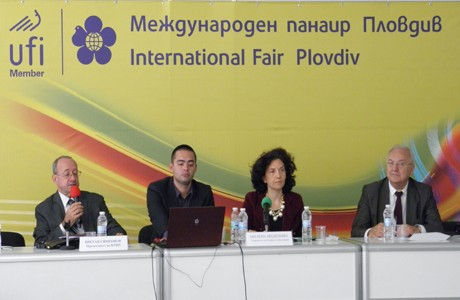 ufi
Member
Международен панаир Пловдив
International Fair Plovdiv